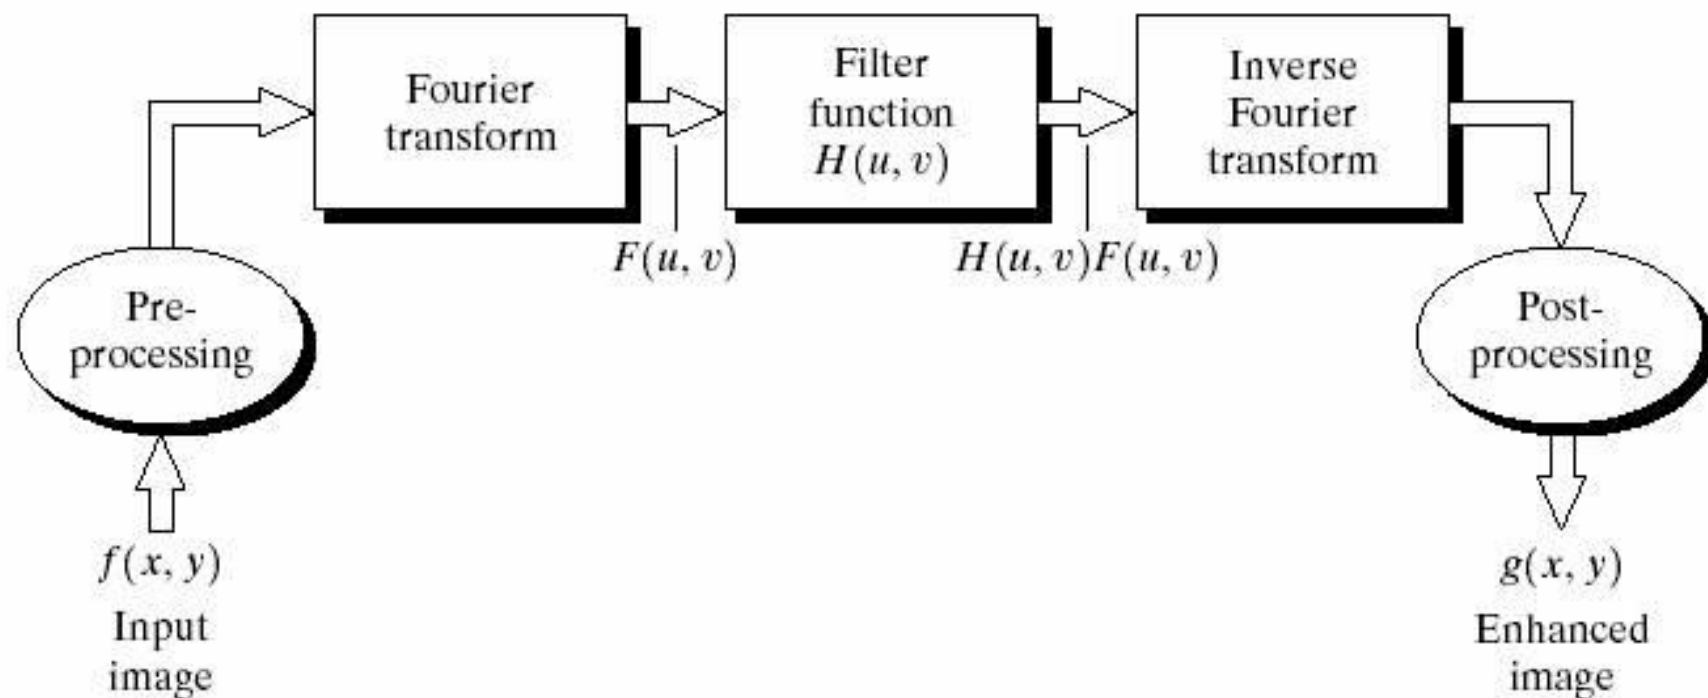 Fourier
transform
Filter
function
H(u, v)
Inverse
Fourier
transform
F(u, v)
H(u, v)F(u, v)
Pre-
processing
Post-
processing
f(x, y)
Input
image
g(x, y)
Enhanced
image